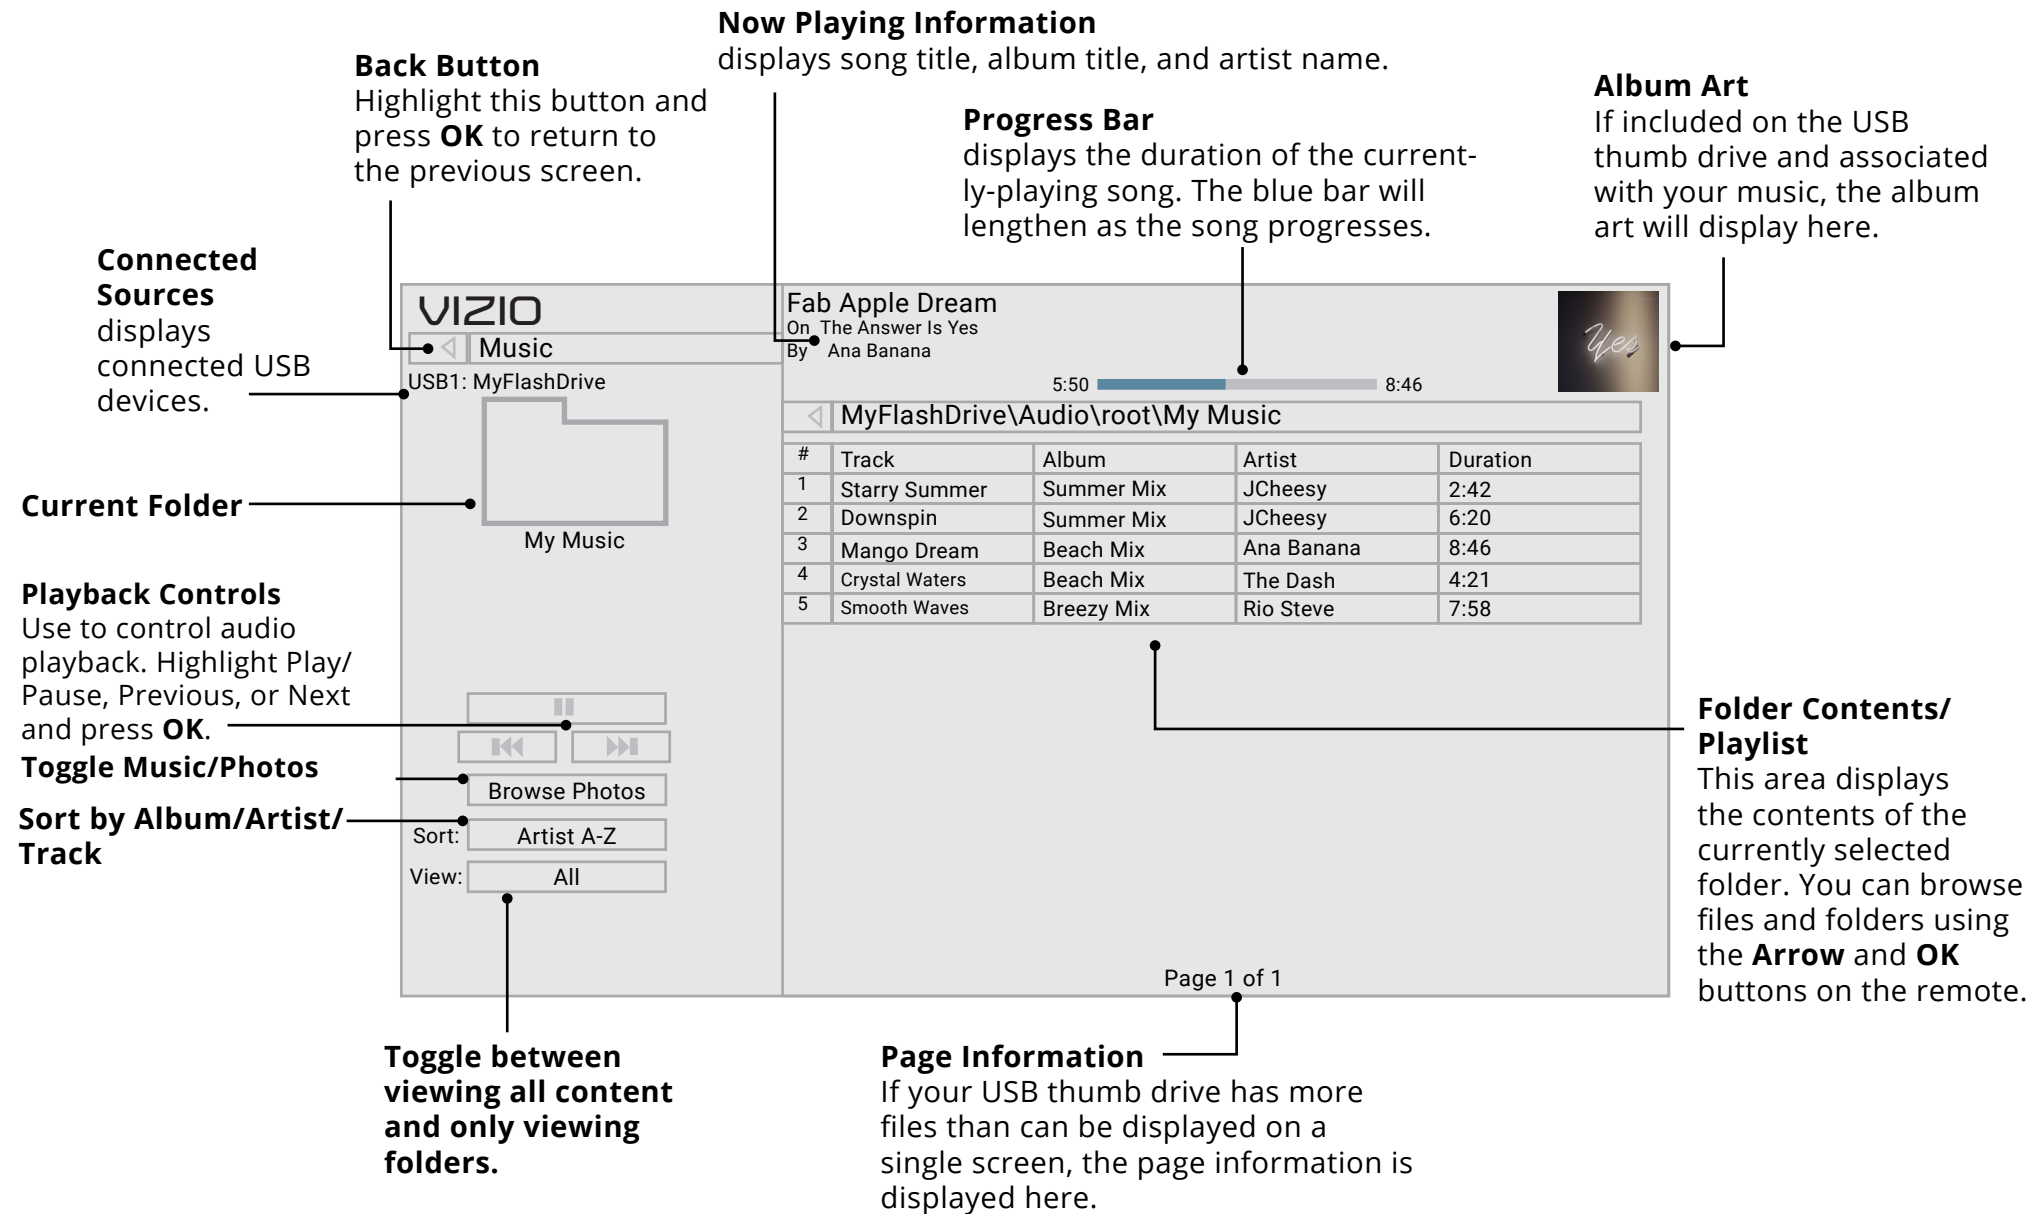 Now Playing Information
displays song title, album title, and artist name.
Back Button
Highlight this button and
press OK to return to
the previous screen.
Progress Bar
displays the duration of the current-
ly-playing song. The blue bar will
lengthen as the song progresses.
Album Art
If included on the USB
thumb drive and associated
with your music, the album
art will display here.
Connected
Sources
displays
connected USB
devices.
Current Folder
Playback Controls
Use to control audio
playback. Highlight Play/
Pause, Previous, or Next
and press OK.
Toggle Music/Photos
Sort by Album/Artist/
Track
VIZIO
Music
USB1: MyFlashDrive
My Music
Browse Photos
Sort: Artist A-Z
View: All
Fab Apple Dream
On The Answer Is Yes
By Ana Banana
5:50 8:46
Yes
MyFlashDrive\Audio\root\My Music
# Track Album Artist Duration
1 Starry Summer Summer Mix JCheesy 2:42
2 Downspin Summer Mix JCheesy 6:20
3 Mango Dream Beach Mix Ana Banana 8:46
4 Crystal Waters Beach Mix The Dash 4:21
5 Smooth Waves Breezy Mix Rio Steve 7:58
Page 1 of 1
Folder Contents/
Playlist
This area displays
the contents of the
currently selected
folder. You can browse
files and folders using
the Arrow and OK
buttons on the remote.
Toggle between
viewing all content
and only viewing
folders.
Page Information
If your USB thumb drive has more
files than can be displayed on a
single screen, the page information is
displayed here.